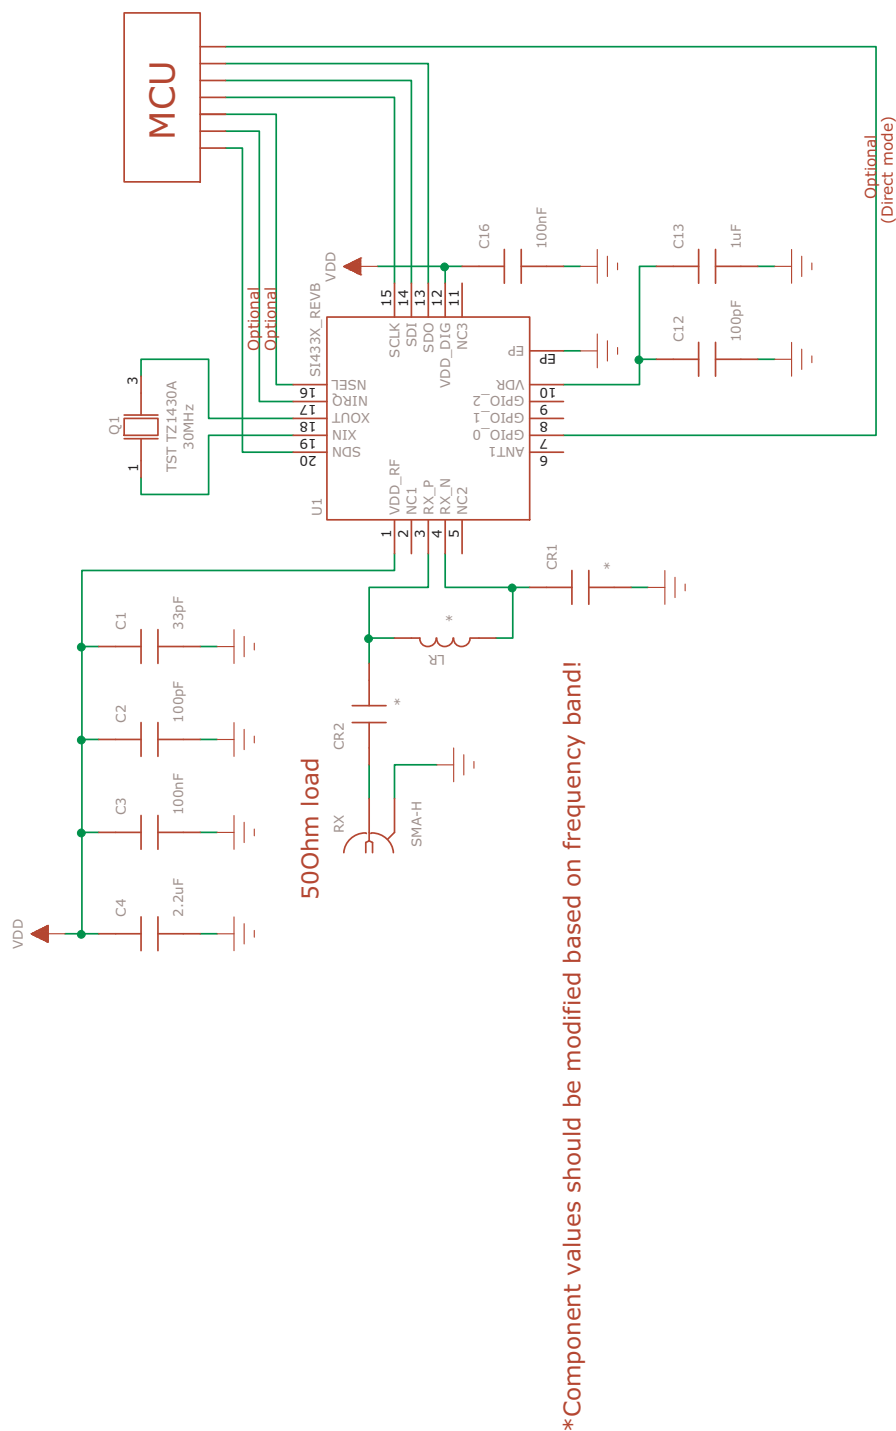 MCU
Optional
(Direct mode)
C16
100nF
C13
1uF
VDD
C12
100pF
Optional
Optional
SI433X_REVB
15
14
13
12
11
SCLK
SDI
SDO
VDD_DIG
NC3
EP
EP
NSEL
16
NIRQ
17
XOUT
18
XIN
19
SDN
20
VDR
10
GPIO_2
9
GPIO_1
8
GPIO_0
7
ANT1
6
3
Q1
1
TST TZ1430A
30MHz
U1
VDD_RF
NC1
RX_P
RX_N
NC2
1
2
3
4
5
CR1
*
C1
33pF
*
LR
C2
100pF
CR2
*
C3
100nF
50Ohm load
RX
SMA-H
C4
2.2uF
VDD
*Component values should be modified based on frequency band!